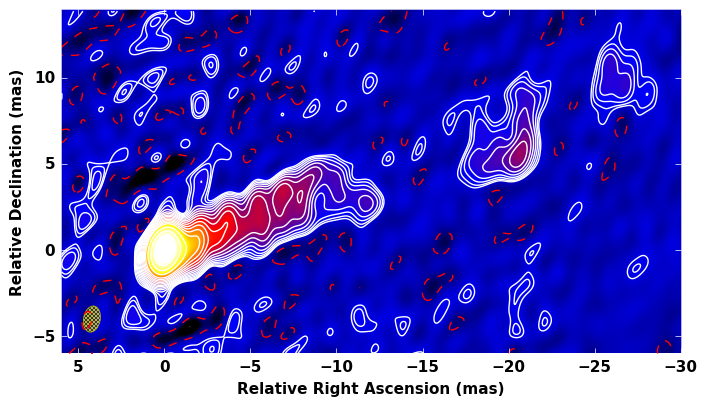 10
5
0
−5
Relative Declination (mas)
5 0 −5 −10 −15 −20 −25 −30
Relative Right Ascension (mas)